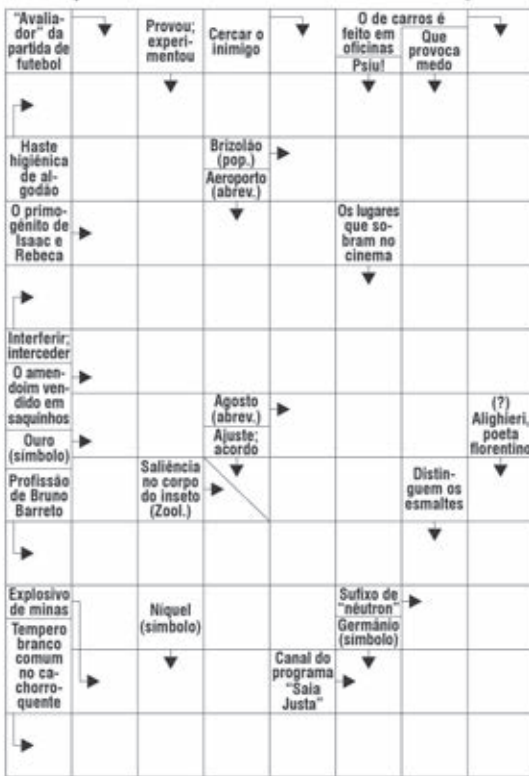 "Avalia-
dor" da
partida de
futebol
Provou;
experi-
mentou
Cercar o
inimigo
O de carros é
feito em
oficinas
Psiu!
Que
provoca
medo
Haste
higiênica
de al-
godão
Brizolão
(pop.)
Aeroporto
(abrev.)
O primo-
gênito de
Isaac e
Rebeca
Os lugares
que so-
bram no
cinema
Interferir;
interceder
O amen-
doim ven-
dido em
saquinhos
Ouro
(símbolo)
Agosto
(abrev.)
Ajuste;
acordo
(?)
Alighieri,
poeta
florentino
Profissão
de Bruno
Barreto
Saliência
no corpo
do inseto
(Zool.)
Distin-
guem os
esmaltes
Explosivo
de minas
Tempero
branco
comum
no ca-
chorro-
quente
Níquel
(símbolo)
Sufixo de
"nêutron"
Germânio
(símbolo)
Canal do
programa
"Saia
Justa"